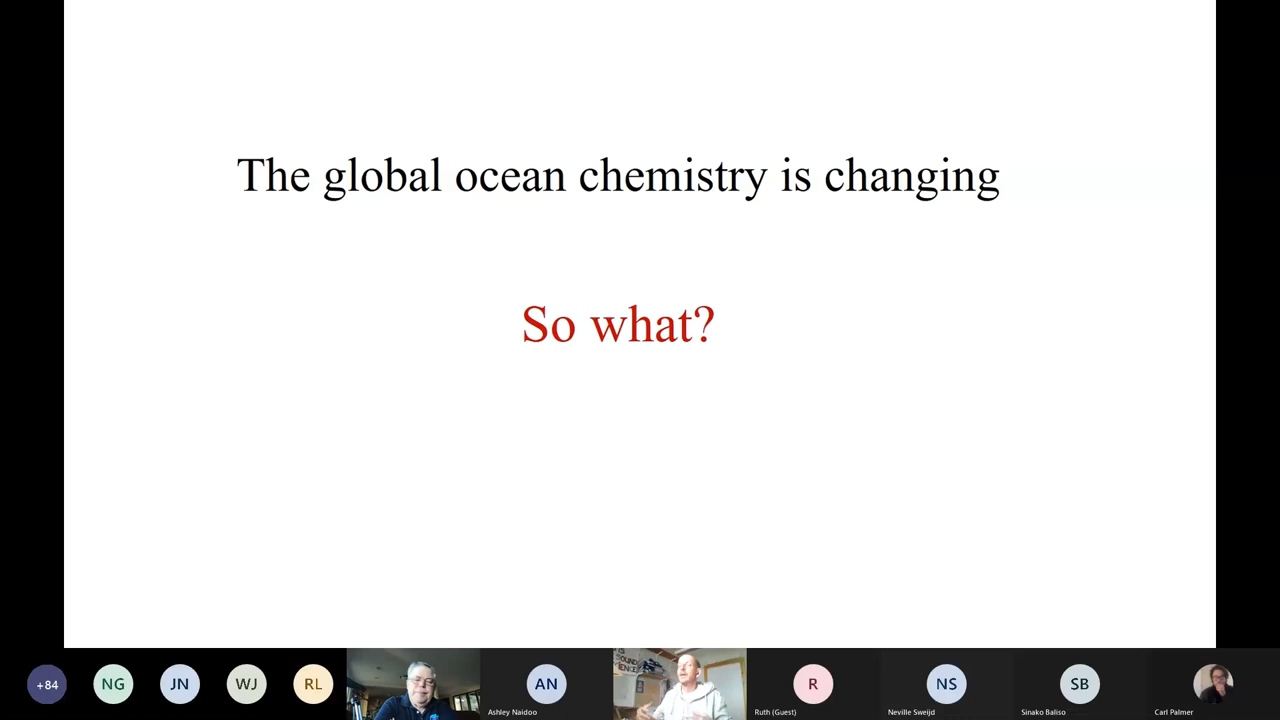 The global ocean chemistry is changing
So what?
+84
NG
JN
WJ
RL
AN
Ashley Naidoo
R
Ruth (Guest)
NS
Neville Sweijd
SB
Sinako Baliso
Carl Palmer